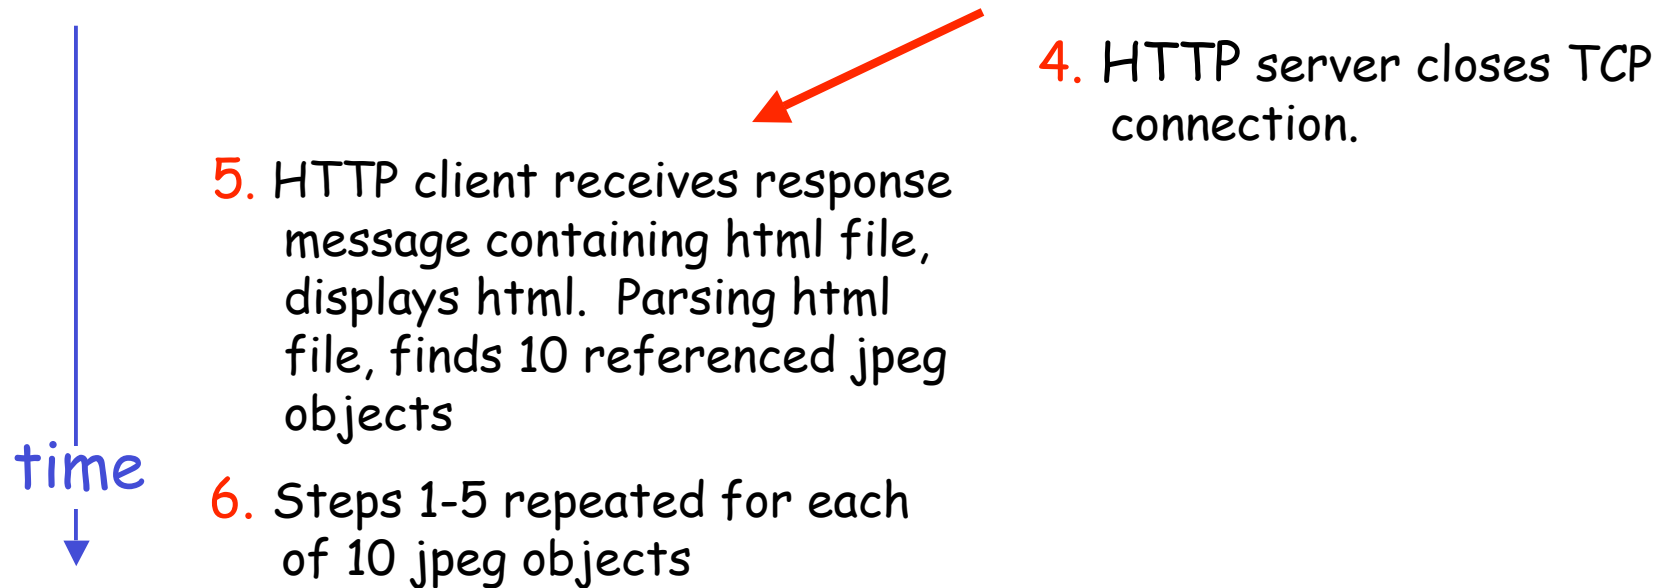 4. HTTP server closes TCP
connection.
5. HTTP client receives response
message containing html file,
displays html.  Parsing html
file, finds 10 referenced jpeg
objects
time
6. Steps 1-5 repeated for each
of 10 jpeg objects